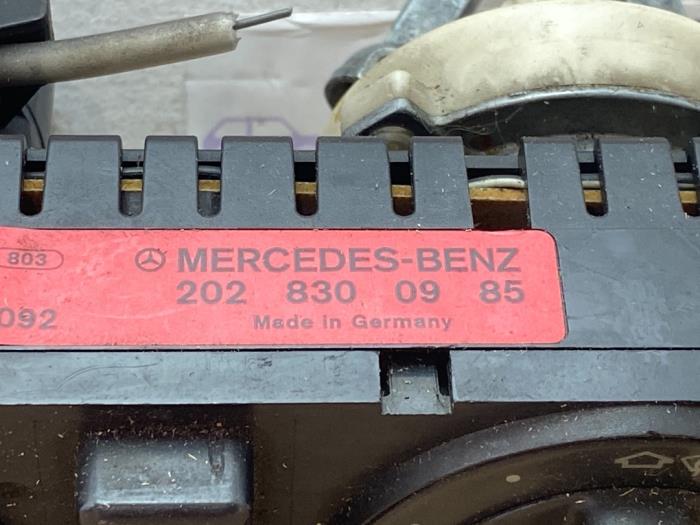 803
MERCEDES-BENZ
202 830 09 85
092
Made in Germany